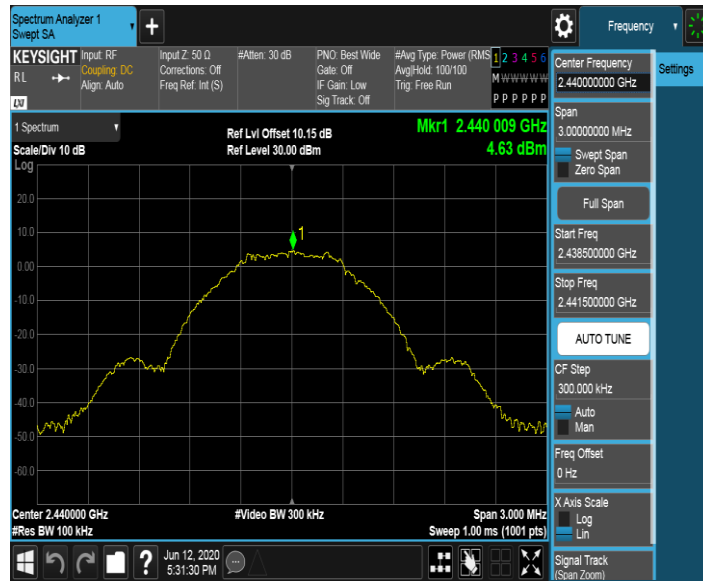 Spectrum Analyzer 1
Swept SA
+
Frequency
KEYSIGHT
RL
LXI
Input: RF
Coupling: DC
Align: Auto
Input Z: 50 Ω
Corrections: Off
Freq Ref: Int (S)
#Atten: 30 dB
PNO: Best Wide
Gate: Off
IF Gain: Low
Sig Track: Off
#Avg Type: Power (RMS
Avg|Hold: 100/100
Trig: Free Run
1 2 3 4 5 6
M W W W W W
P P P P P P
Settings
Center Frequency
2.440000000 GHz
Span
3.00000000 MHz
Swept Span
Zero Span
Full Span
Start Freq
2.438500000 GHz
Stop Freq
2.441500000 GHz
AUTO TUNE
CF Step
300.000 kHz
Auto
Man
Freq Offset
0 Hz
X Axis Scale
Log
Lin
Signal Track
(Span Zoom)
1 Spectrum
Scale/Div 10 dB
Log
Ref Lvl Offset 10.15 dB
Ref Level 30.00 dBm
Mkr1 2.440 009 GHz
4.63 dBm
20.0
10.0
0.00
-10.0
-20.0
-30.0
-40.0
-50.0
-60.0
1
Center 2.440000 GHz
#Res BW 100 kHz
#Video BW 300 kHz
Span 3.000 MHz
Sweep 1.00 ms (1001 pts)
?
Jun 12, 2020
5:31:30 PM